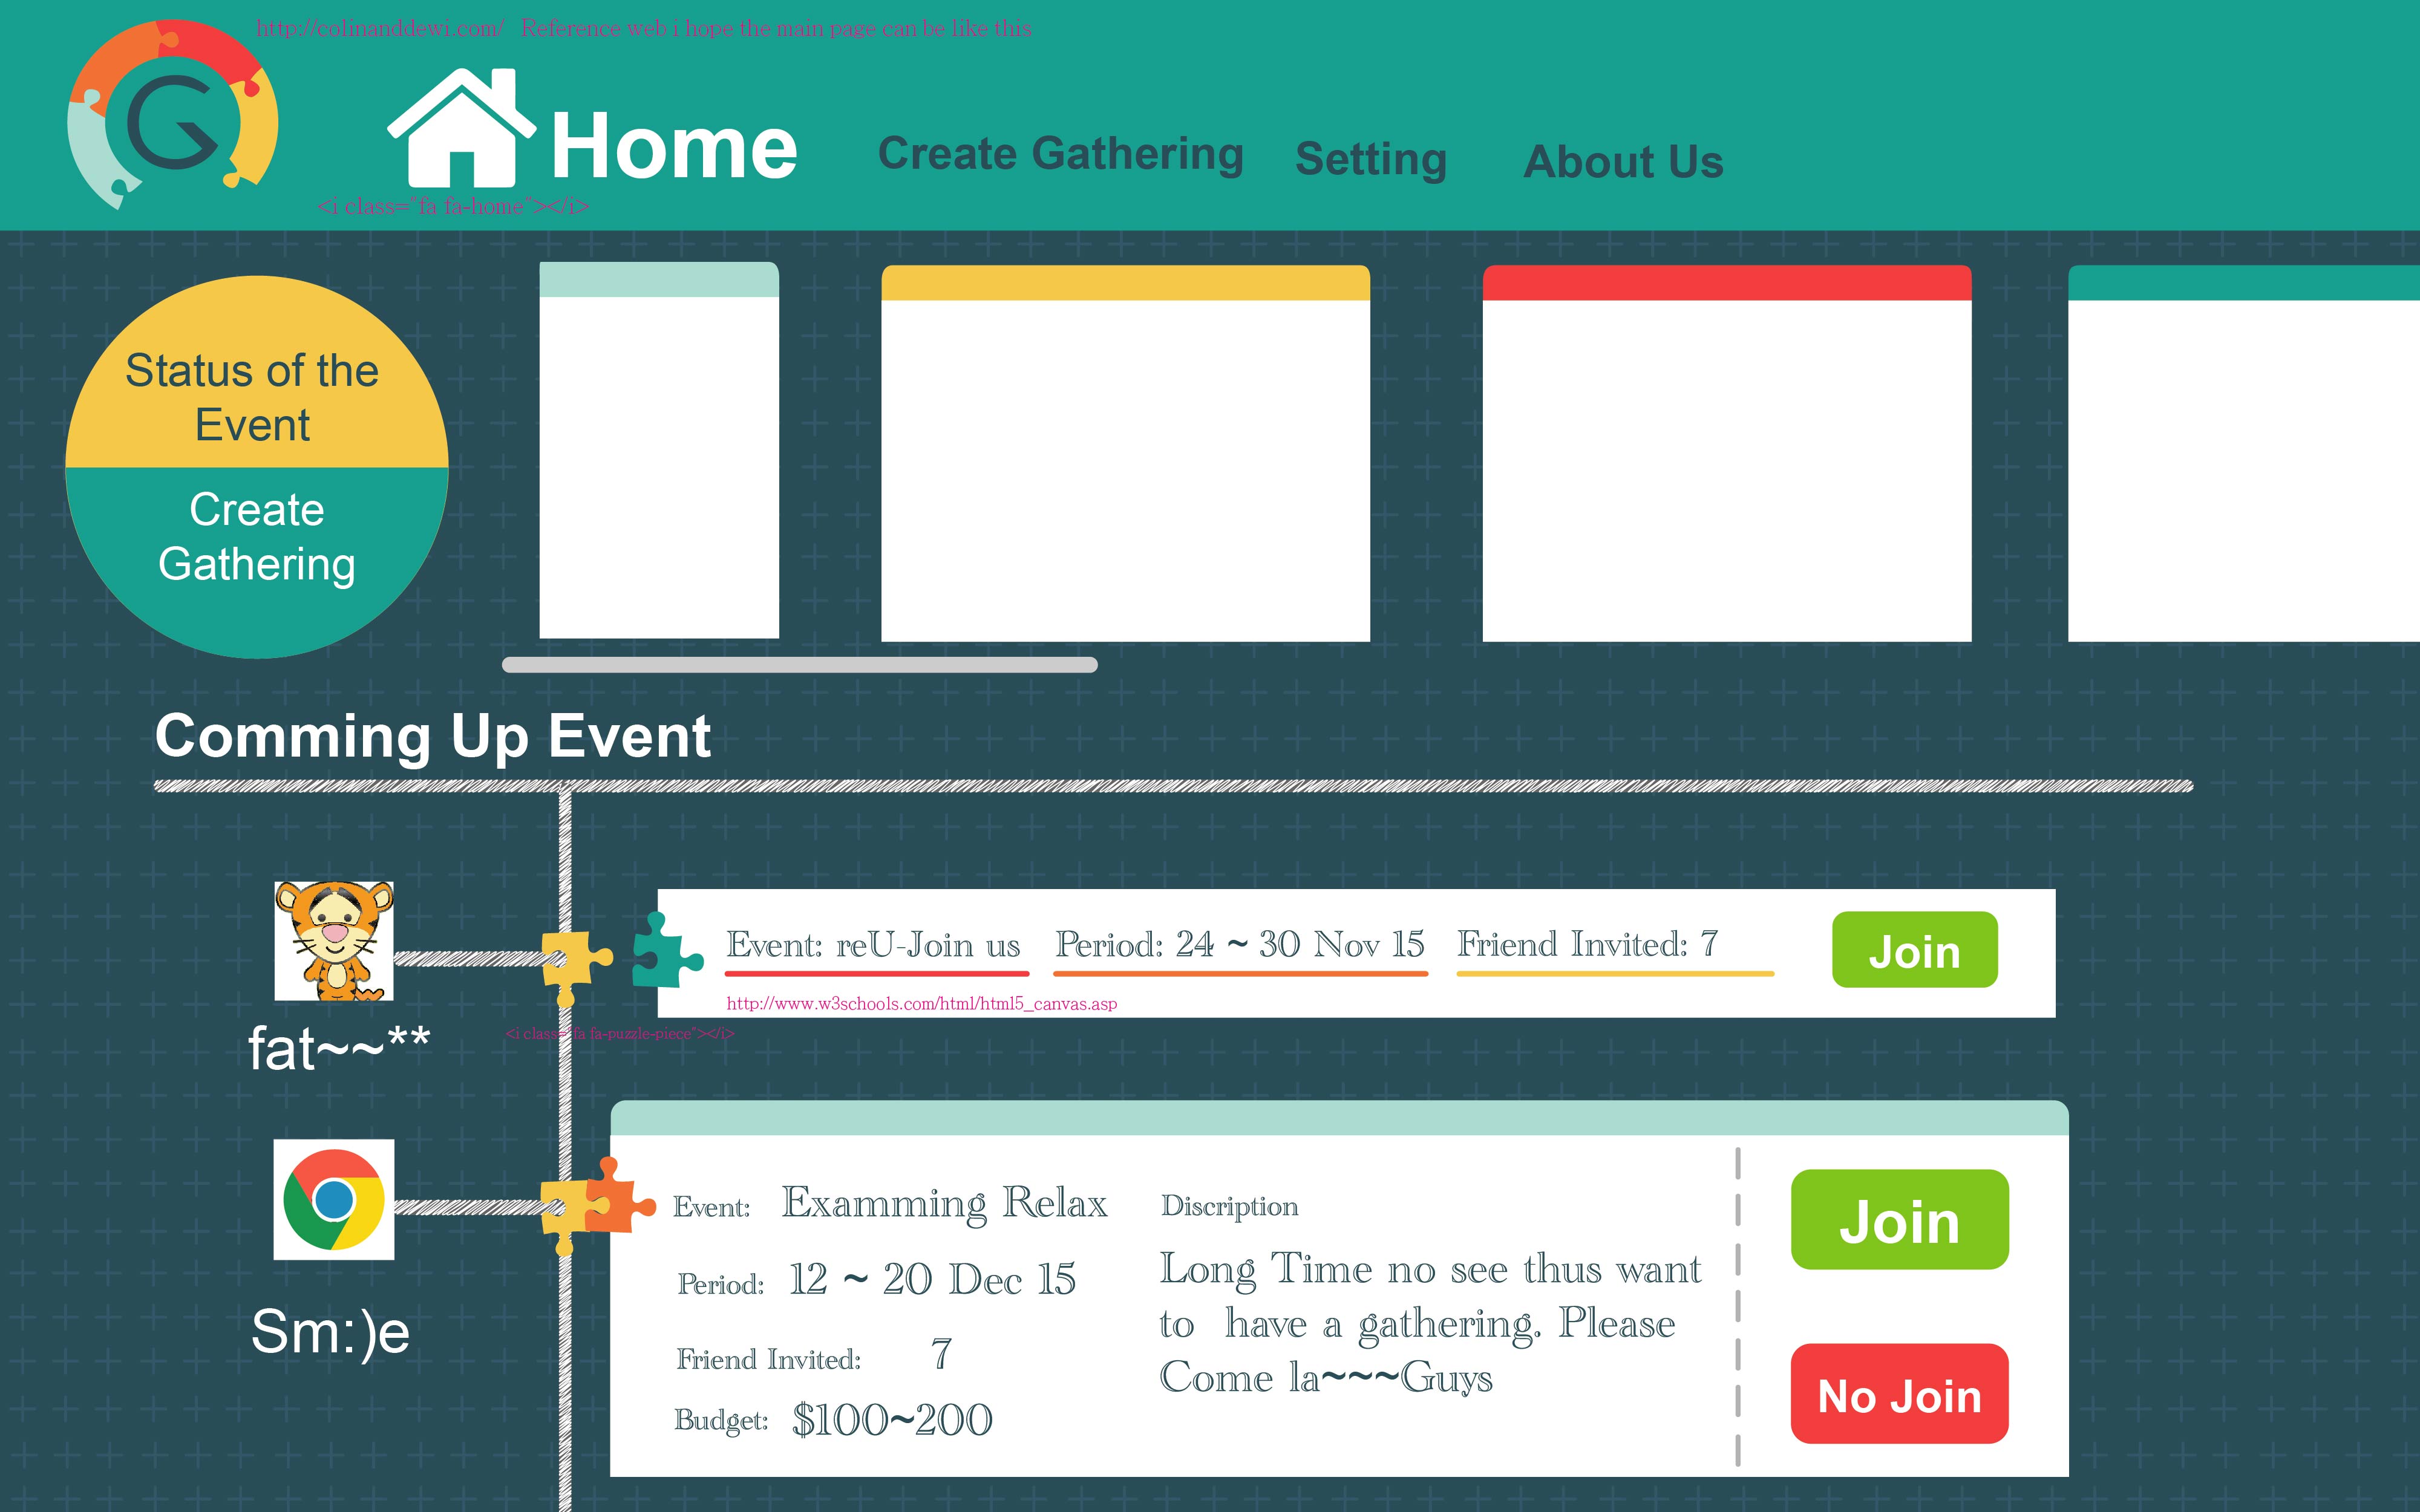 http://colinanddewi.com/ Reference web i hope the main page can be like this
G
Home
Create Gathering
Setting
About Us
<i class="fa fa-home"></i>
Status of the
Event
Create
Gathering
Comming Up Event
Event: reU-Join us Period: 24 ~ 30 Nov 15 Friend Invited: 7
Join
http://www.w3schools.com/html/html5_canvas.asp
fat~~**
<i class="fa fa-puzzle-piece"></i>
Event: Examming Relax
Period: 12 ~ 20 Dec 15
Friend Invited: 7
Budget: $100~200
Discription
Long Time no see thus want
to have a gathering. Please
Come la~~~Guys
Join
No Join
Sm:)e